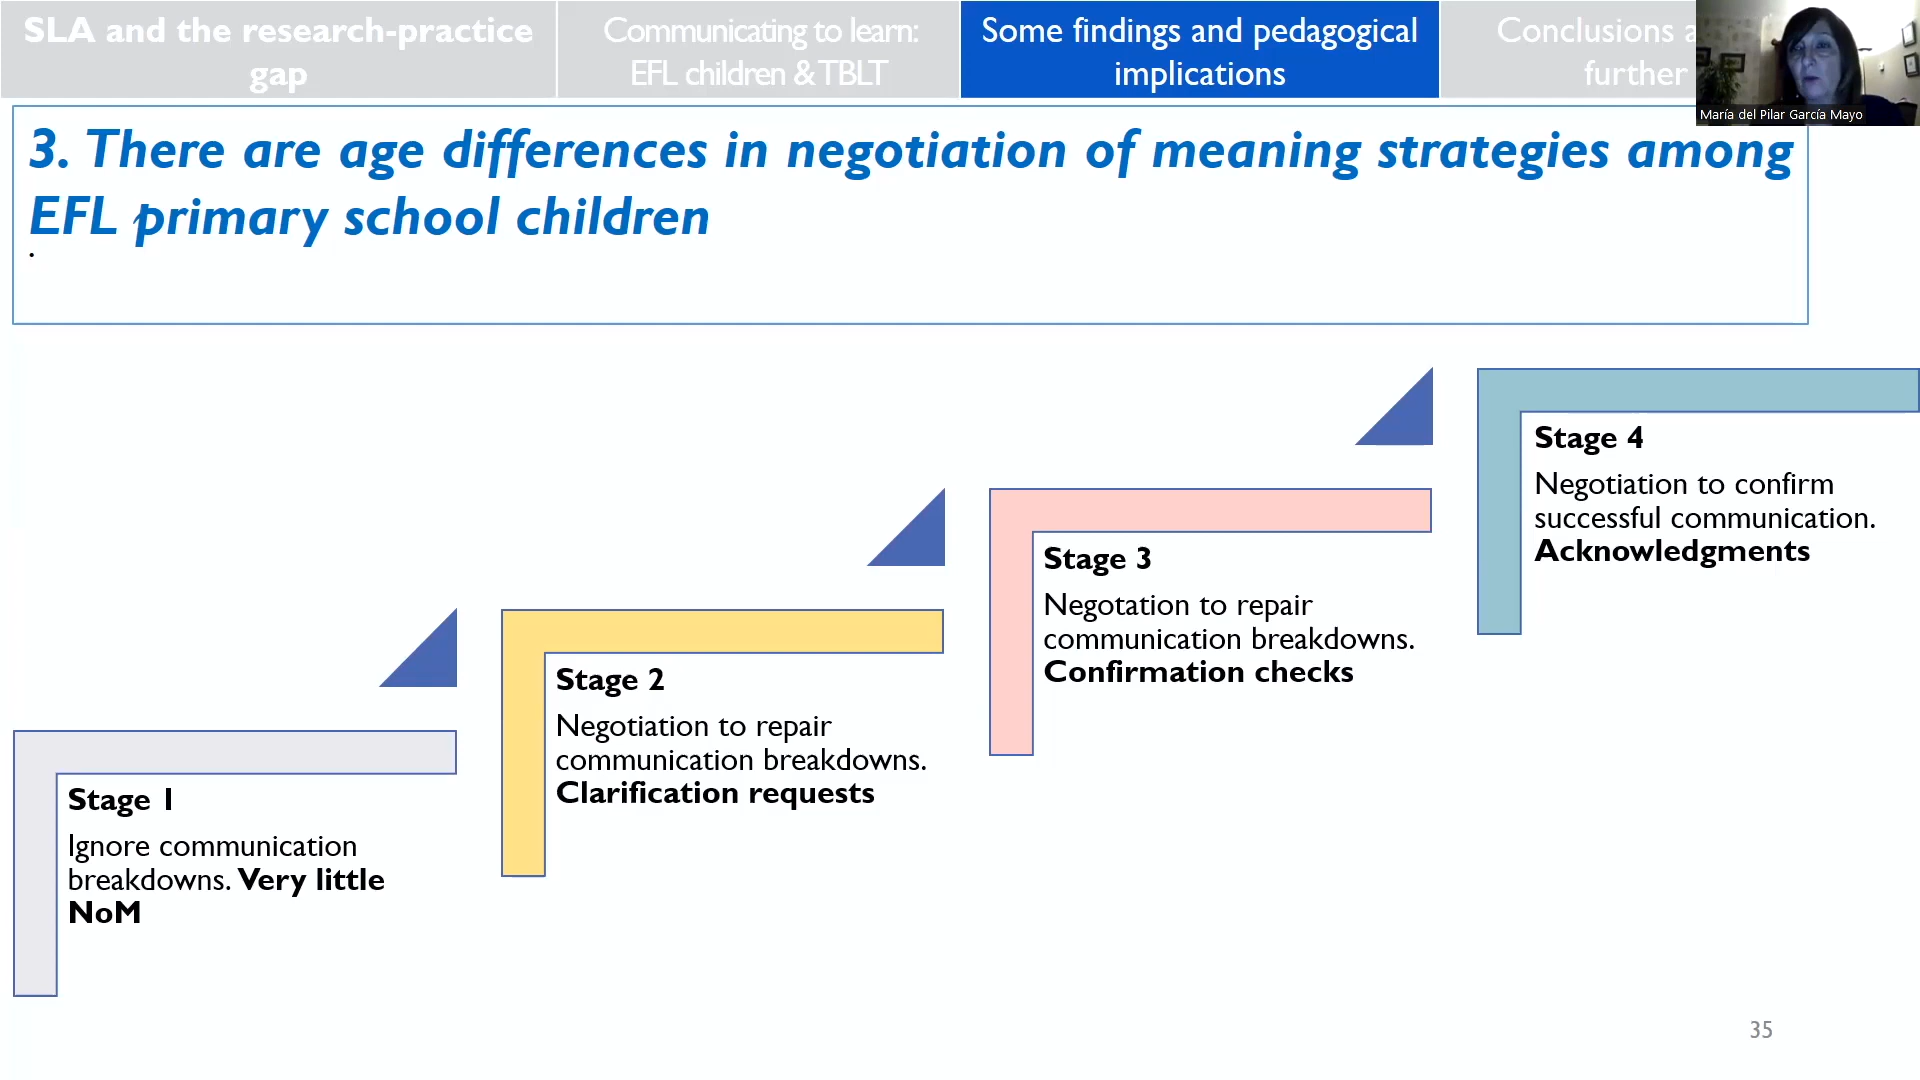 SLA and the research-practice
gap
Communicating to learn:
EFL children & TBLT
Some findings and pedagogical
implications
Conclusions a
further
María del Pilar García Mayo
3. There are age differences in negotiation of meaning strategies among
EFL primary school children
.
Stage 1
Ignore communication
breakdowns. Very little
NoM
Stage 2
Negotiation to repair
communication breakdowns.
Clarification requests
Stage 3
Negotation to repair
communication breakdowns.
Confirmation checks
Stage 4
Negotiation to confirm
successful communication.
Acknowledgments
35